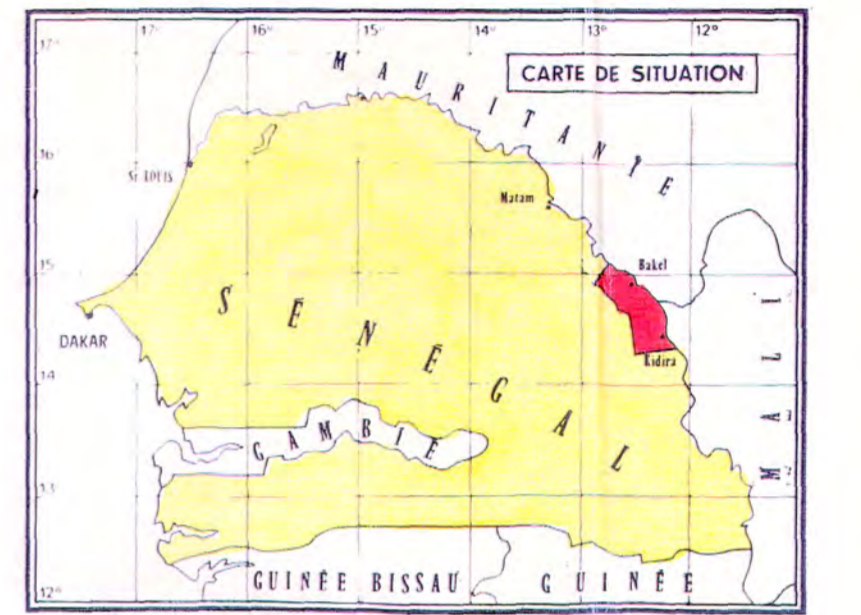 17° 16° 15° 14° 13° 12°
17°
CARTE DE SITUATION
MAURITANIE
16°
St LOUIS
Matam
15°
Bakel
SÉNÉGAL
DAKAR
Kidira
MALI
14°
GAMBIE
13°
12°
GUINÉE BISSAU
GUINÉE